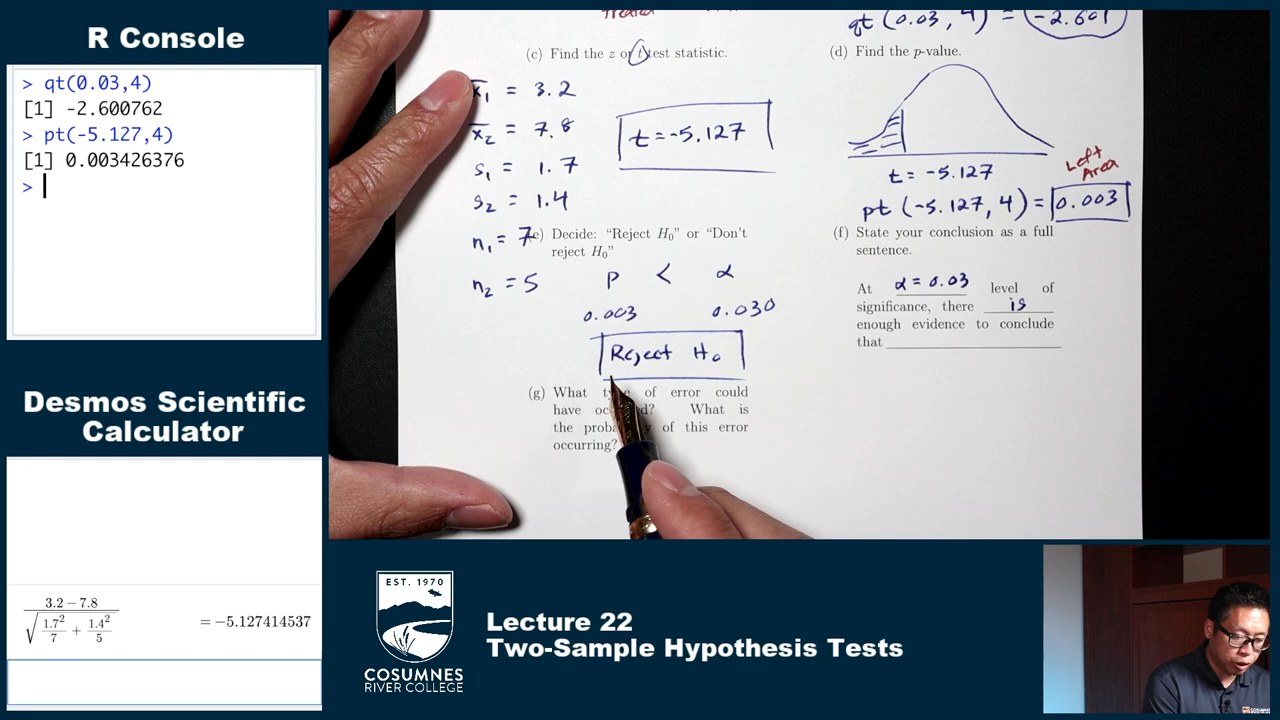 R Console
> qt(0.03,4)
[1] -2.600762
> pt(-5.127,4)
[1] 0.003426376
>
Desmos Scientific
Calculator
3.2 − 7.8
√ 1.7² / 7 + 1.4² / 5
= −5.127414537
treated
qt (0.03, 4) = -2.601
(c) Find the z or t test statistic.
x̄₁ = 3.2
x̄₂ = 7.8
s₁ = 1.7
s₂ = 1.4
n₁ = 7
n₂ = 5
t = -5.127
(d) Find the p-value.
t = -5.127
Left
Area
pt (-5.127, 4) = 0.003
(e) Decide: “Reject H₀” or “Don’t
reject H₀”
p < α
0.003 0.030
Reject H₀
(f) State your conclusion as a full
sentence.
At α = 0.03 level of
significance, there is
enough evidence to conclude
that
(g) What type of error could
have What is
the of this error
occurring?
EST. 1970
COSUMNES
RIVER COLLEGE
Lecture 22
Two-Sample Hypothesis Tests